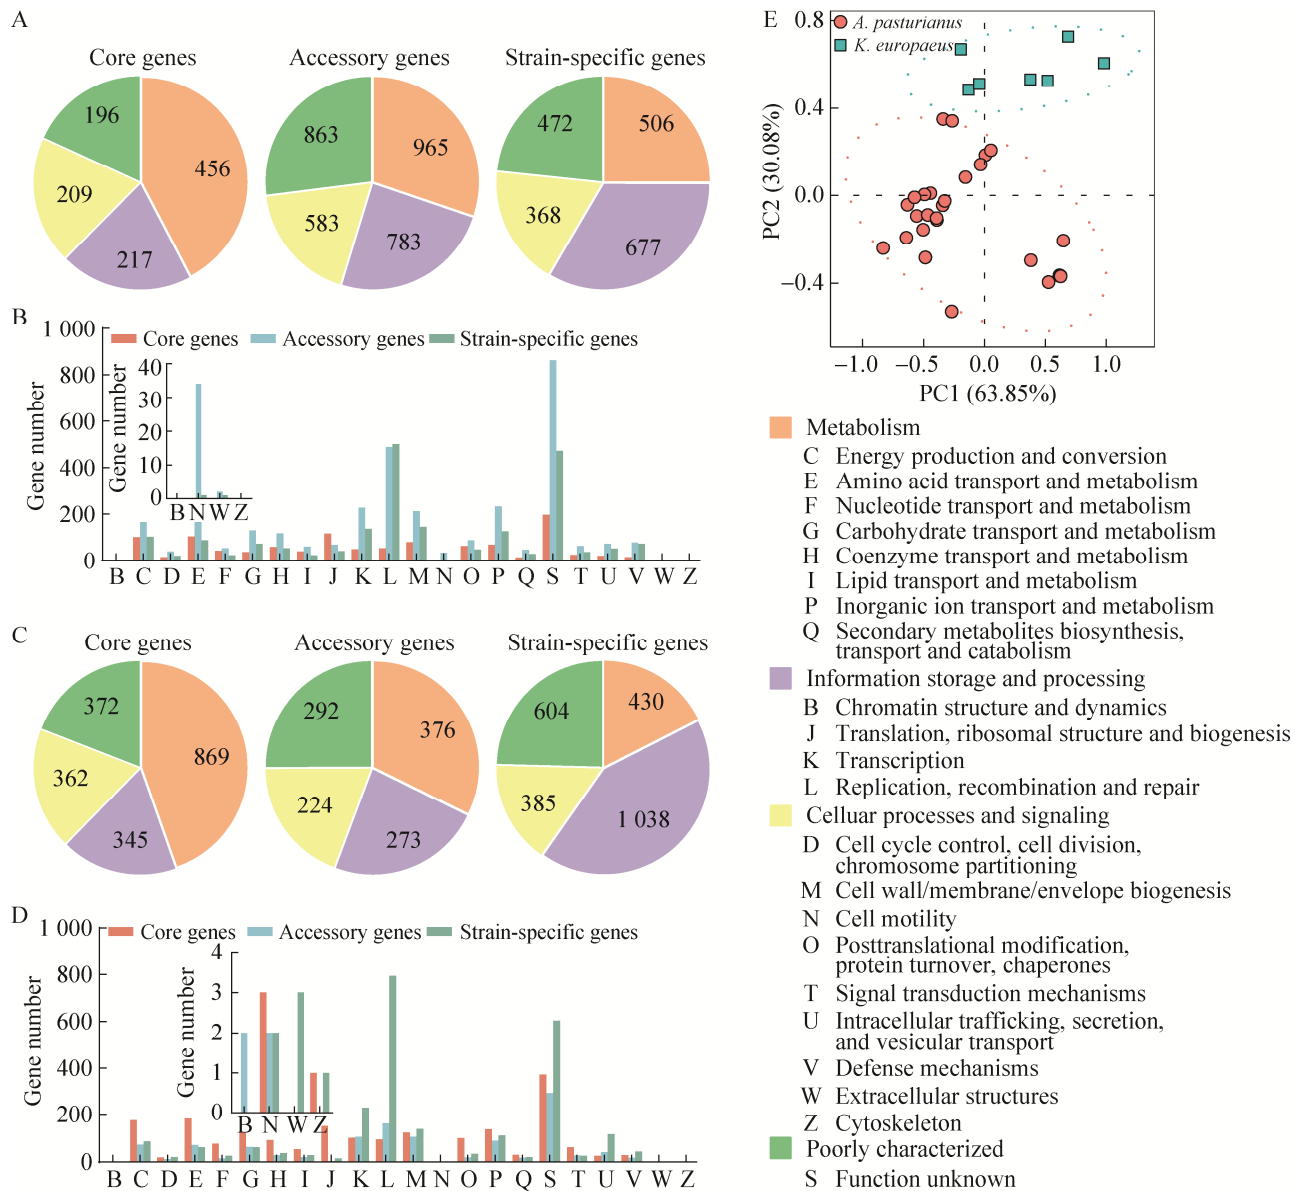 A
Core genes
Accessory genes
Strain-specific genes
196
456
209
217
863
965
583
783
472
506
368
677
B
1 000
800
600
400
200
0
Gene number
Core genes
Accessory genes
Strain-specific genes
40
30
20
10
0
Gene number
B N W Z
B C D E F G H I J K L M N O P Q S T U V W Z
C
Core genes
Accessory genes
Strain-specific genes
372
869
362
345
292
376
224
273
604
430
385
1 038
D
1 000
800
600
400
200
0
Gene number
Core genes
Accessory genes
Strain-specific genes
4
3
2
1
0
Gene number
B N W Z
B C D E F G H I J K L M N O P Q S T U V W Z
E
A. pasturianus
K. europaeus
0.8
0.4
0.0
−0.4
PC2 (30.08%)
−1.0 −0.5 0.0 0.5 1.0
PC1 (63.85%)
Metabolism
C Energy production and conversion
E Amino acid transport and metabolism
F Nucleotide transport and metabolism
G Carbohydrate transport and metabolism
H Coenzyme transport and metabolism
I Lipid transport and metabolism
P Inorganic ion transport and metabolism
Q Secondary metabolites biosynthesis,
transport and catabolism
Information storage and processing
B Chromatin structure and dynamics
J Translation, ribosomal structure and biogenesis
K Transcription
L Replication, recombination and repair
Celluar processes and signaling
D Cell cycle control, cell division,
chromosome partitioning
M Cell wall/membrane/envelope biogenesis
N Cell motility
O Posttranslational modification,
protein turnover, chaperones
T Signal transduction mechanisms
U Intracellular trafficking, secretion,
and vesicular transport
V Defense mechanisms
W Extracellular structures
Z Cytoskeleton
Poorly characterized
S Function unknown